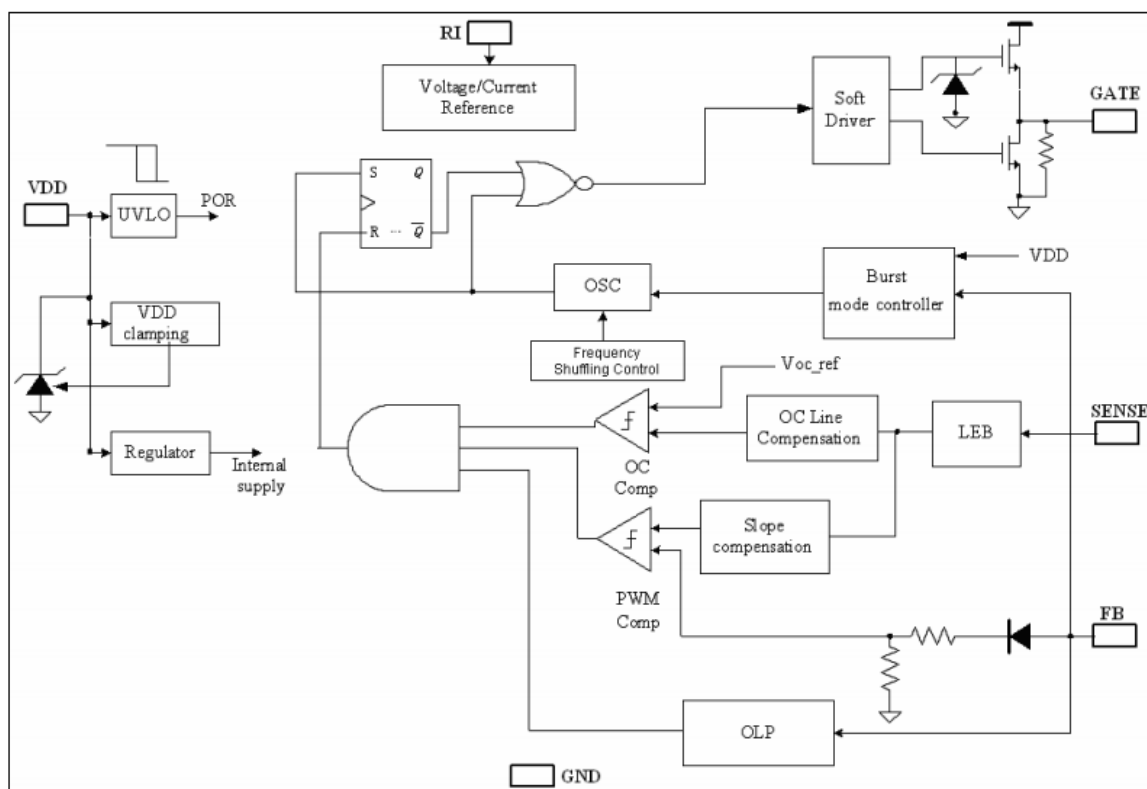 RI
Voltage/Current
Reference
Soft
Driver
GATE
S Q
R ... Q̅
VDD
UVLO
POR
OSC
Burst
mode controller
VDD
VDD
clamping
Frequency
Shuffling Control
Voc_ref
OC Line
Compensation
LEB
SENSE
Regulator
Internal
supply
OC
Comp
Slope
compensation
PWM
Comp
FB
OLP
GND